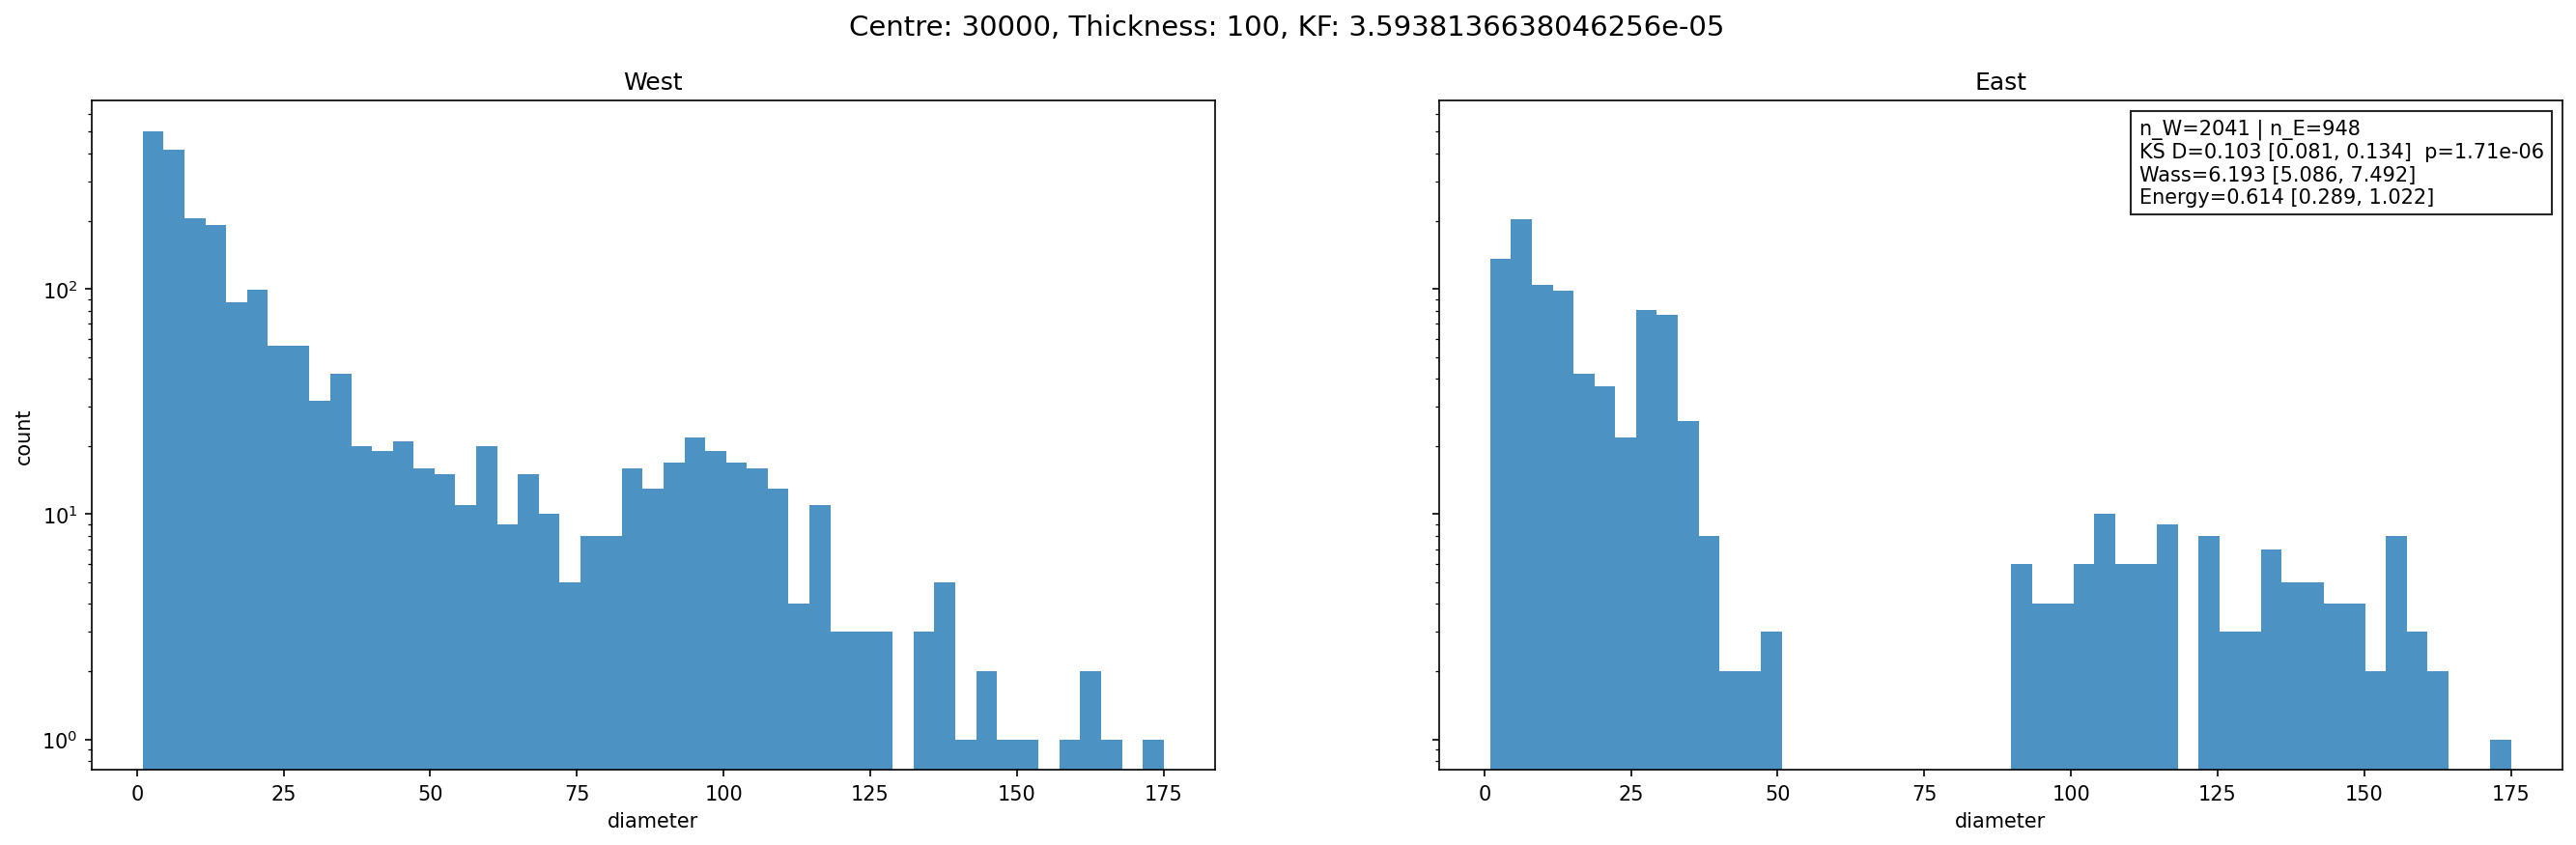 Centre: 30000, Thickness: 100, KF: 3.5938136638046256e-05
West
East
n_W=2041 | n_E=948
KS D=0.103 [0.081, 0.134]  p=1.71e-06
Wass=6.193 [5.086, 7.492]
Energy=0.614 [0.289, 1.022]
count
10²
10¹
10⁰
0 25 50 75 100 125 150 175
diameter
0 25 50 75 100 125 150 175
diameter